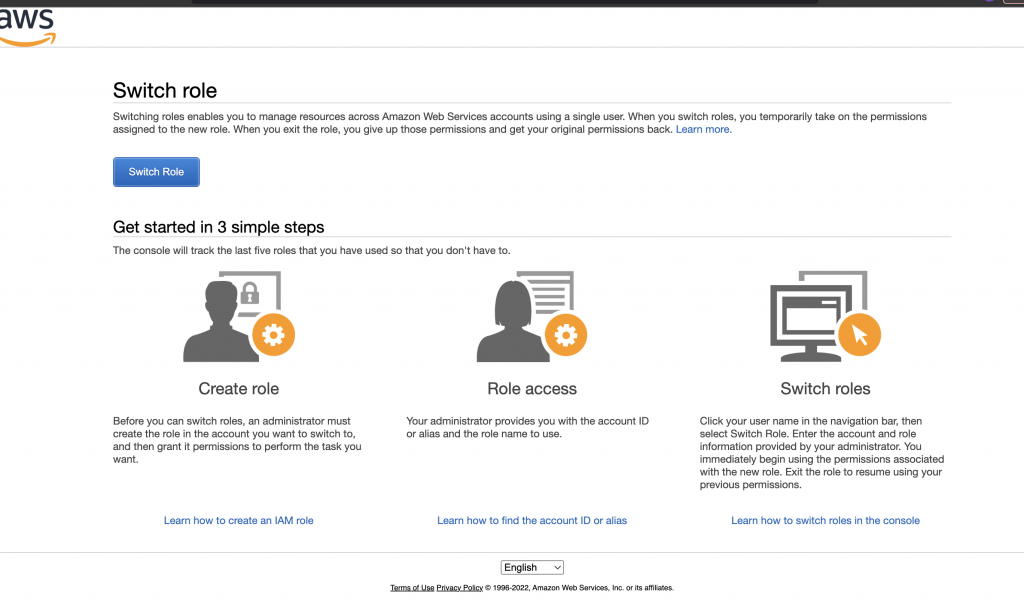 aws
Switch role
Switching roles enables you to manage resources across Amazon Web Services accounts using a single user. When you switch roles, you temporarily take on the permissions
assigned to the new role. When you exit the role, you give up those permissions and get your original permissions back. Learn more.
Switch Role
Get started in 3 simple steps
The console will track the last five roles that you have used so that you don't have to.
Create role
Before you can switch roles, an administrator must
create the role in the account you want to switch to,
and then grant it permissions to perform the task you
want.
Learn how to create an IAM role
Role access
Your administrator provides you with the account ID
or alias and the role name to use.
Learn how to find the account ID or alias
Switch roles
Click your user name in the navigation bar, then
select Switch Role. Enter the account and role
information provided by your administrator. You
immediately begin using the permissions associated
with the new role. Exit the role to resume using your
previous permissions.
Learn how to switch roles in the console
English
Terms of Use Privacy Policy © 1996-2022, Amazon Web Services, Inc. or its affiliates.